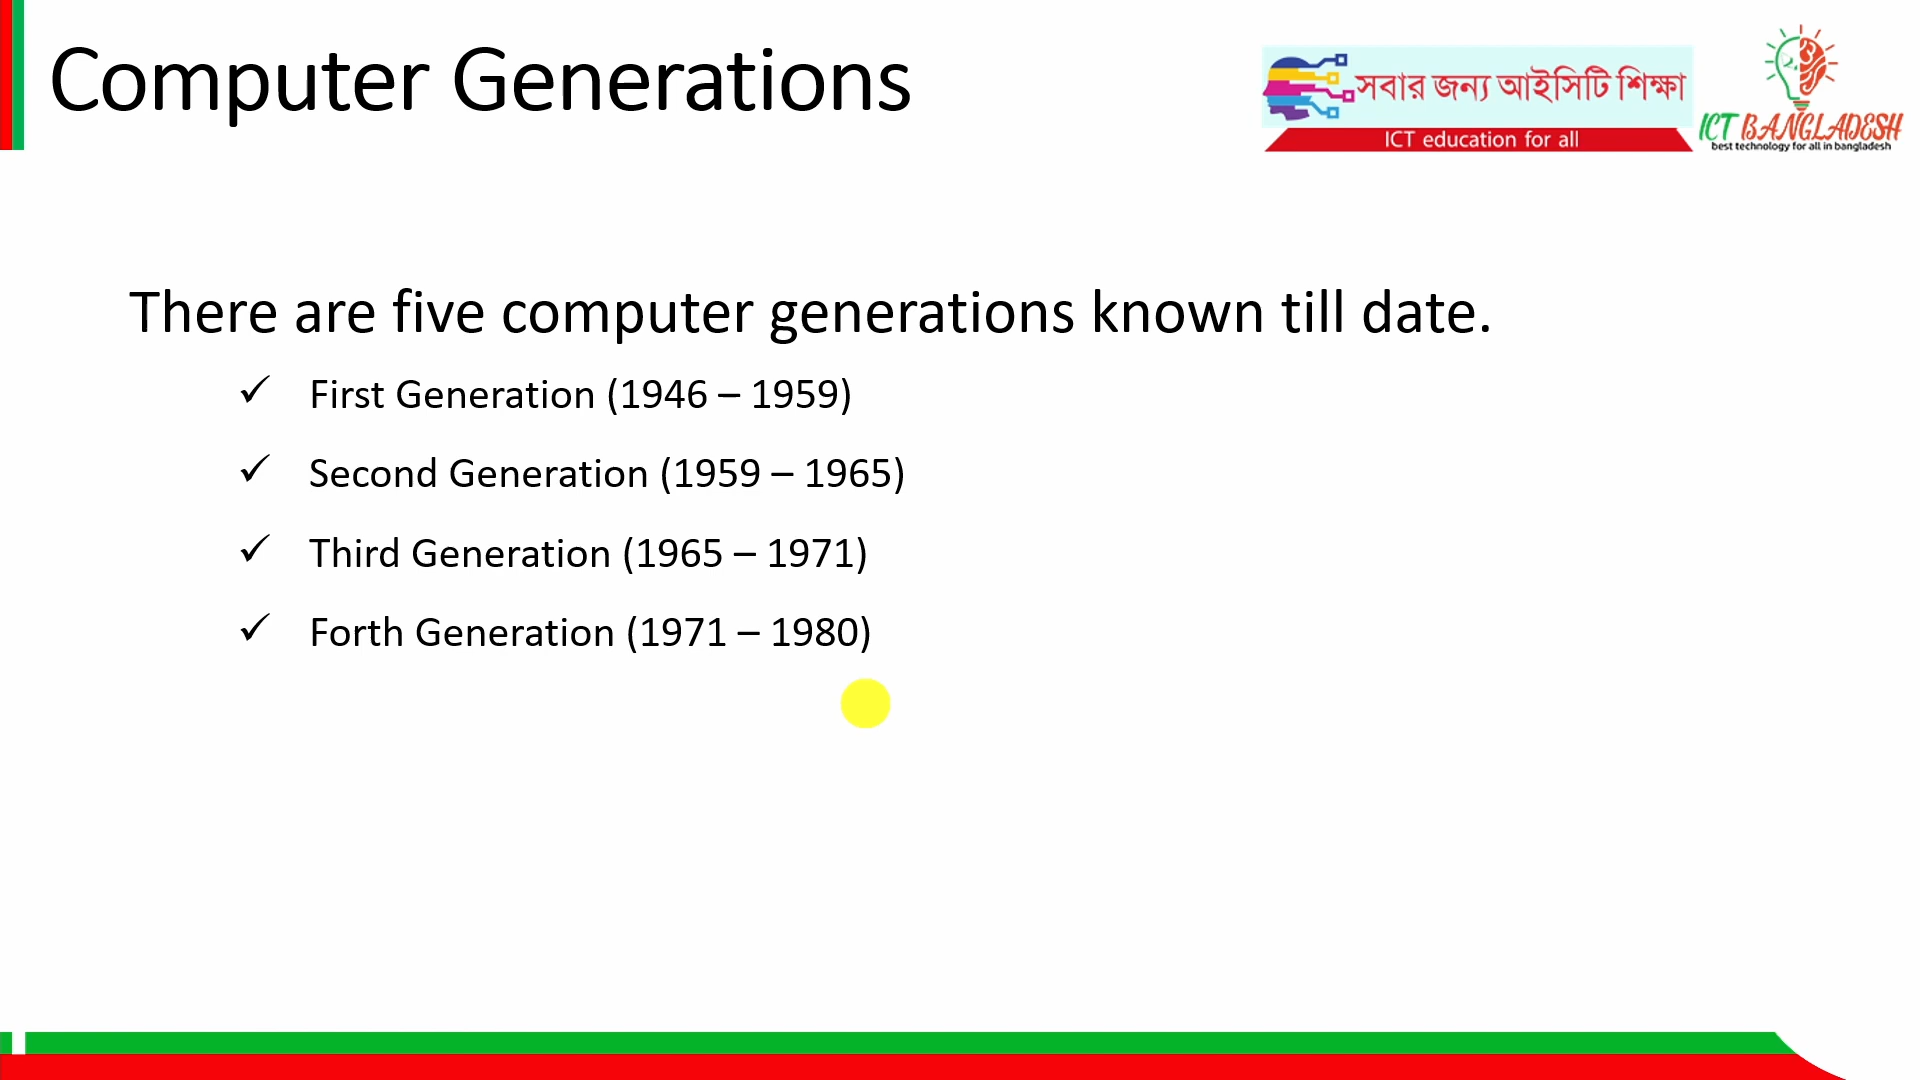 Computer Generations
সবার জন্য আইসিটি শিক্ষা
ICT education for all
ICT BANGLADESH
best technology for all in bangladesh
There are five computer generations known till date.
✓ First Generation (1946 – 1959)
✓ Second Generation (1959 – 1965)
✓ Third Generation (1965 – 1971)
✓ Forth Generation (1971 – 1980)